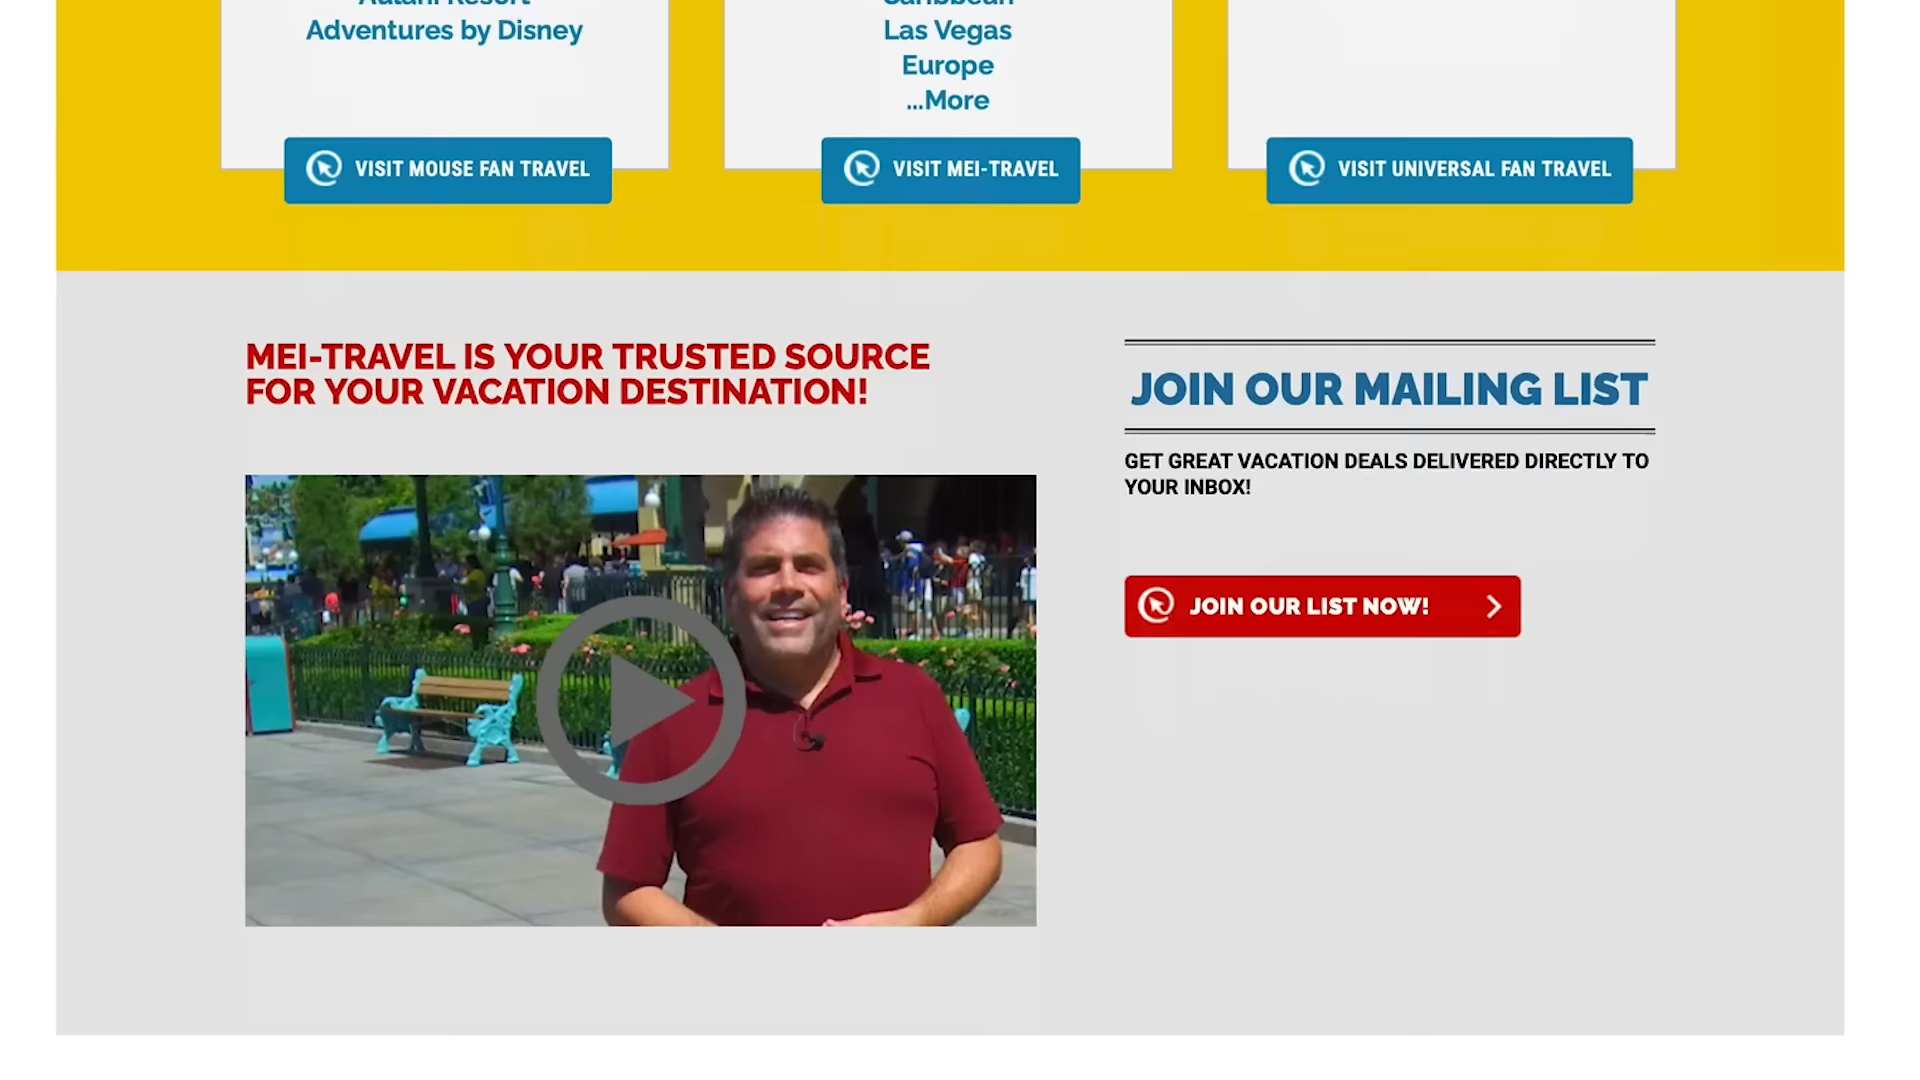 Aulani Resort
Adventures by Disney
Caribbean
Las Vegas
Europe
...More
VISIT MOUSE FAN TRAVEL
VISIT MEI-TRAVEL
VISIT UNIVERSAL FAN TRAVEL
MEI-TRAVEL IS YOUR TRUSTED SOURCE
FOR YOUR VACATION DESTINATION!
JOIN OUR MAILING LIST
GET GREAT VACATION DEALS DELIVERED DIRECTLY TO
YOUR INBOX!
JOIN OUR LIST NOW!